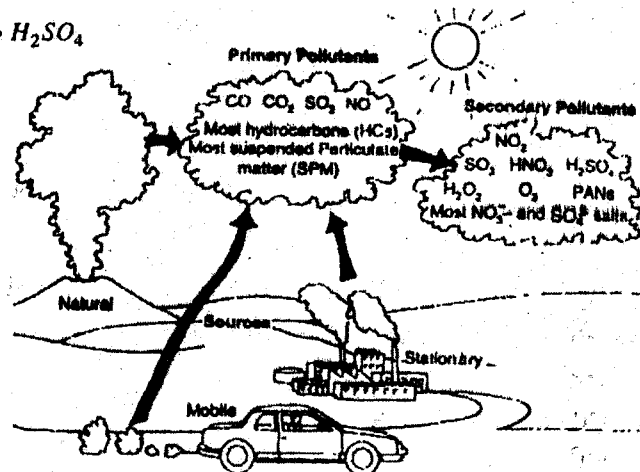 H₂SO₄
Primary Pollutants
CO CO₂ SO₂ NO
Most hydrocarbons (HCs)
Most suspended Particulate
matter (SPM)
Secondary Pollutants
NO₂
SO₃ HNO₃ H₂SO₄
H₂O₂ O₃ PANs
Most NO₃⁻ and salts
Natural
Sources
Stationary
Mobile